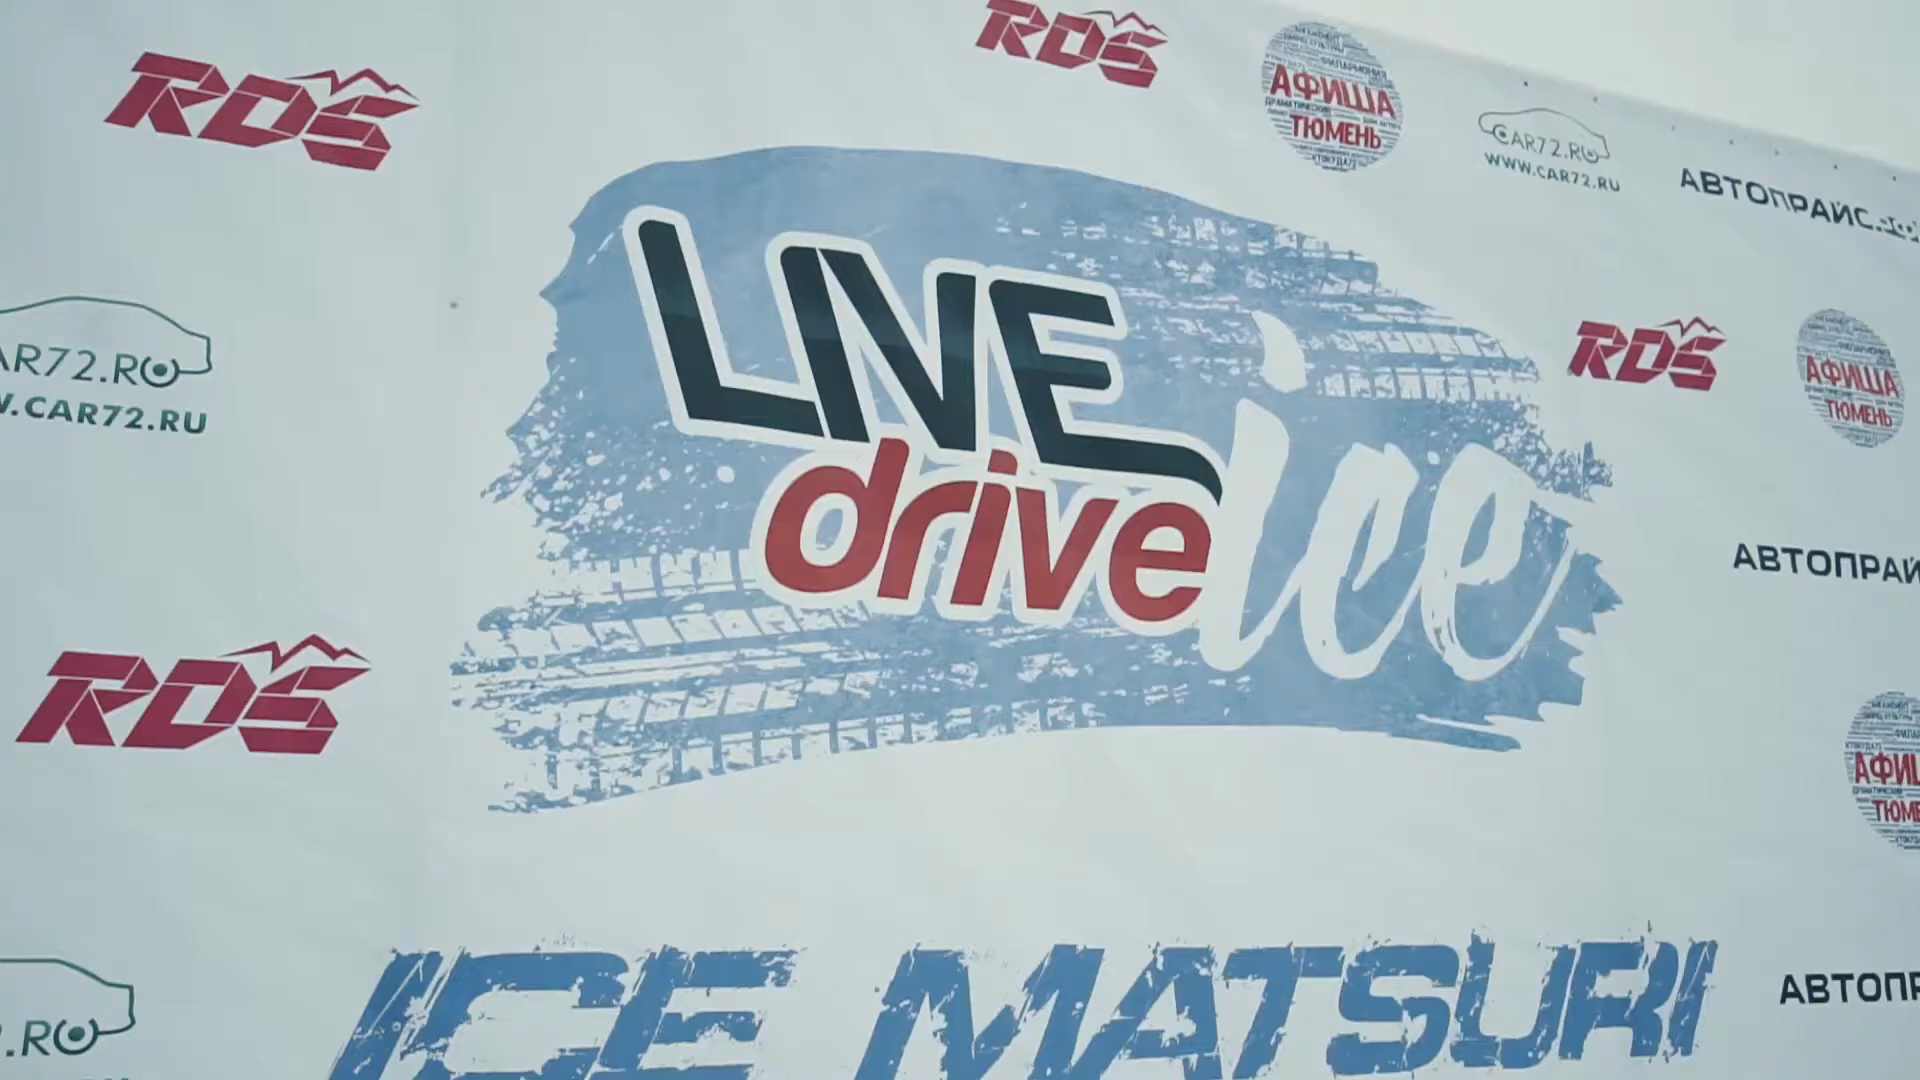 RDS
RDS
АФИША
ТЮМЕНЬ
CAR72.RU
WWW.CAR72.RU
АВТОПРАЙС.
LIVE
drive ice
RDS
АФИША
ТЮМЕНЬ
AR72.RU
.CAR72.RU
АВТОПРАЙ
RDS
АФИШ
ТЮМЕ
.RU
ICE MATSURI
АВТОПР